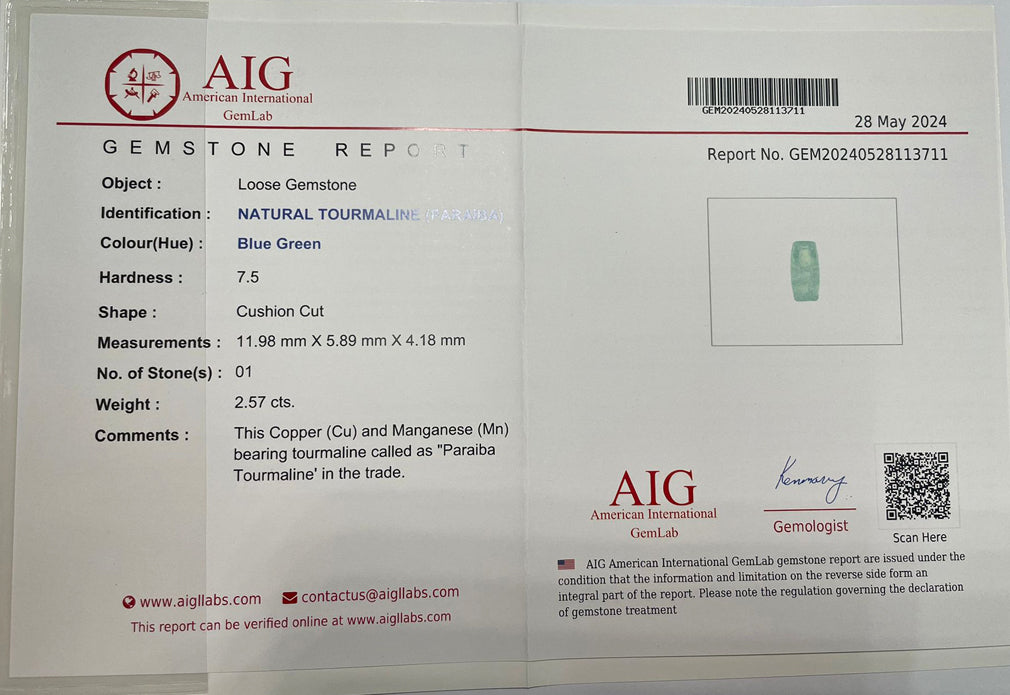 AIG
American International
GemLab
GEM20240528113711
28 May 2024
GEMSTONE REPORT
Report No. GEM20240528113711
Object : Loose Gemstone
Identification : NATURAL TOURMALINE (PARAIBA)
Colour(Hue) : Blue Green
Hardness : 7.5
Shape : Cushion Cut
Measurements : 11.98 mm X 5.89 mm X 4.18 mm
No. of Stone(s) : 01
Weight : 2.57 cts.
Comments : This Copper (Cu) and Manganese (Mn)
bearing tourmaline called as "Paraiba
Tourmaline' in the trade.
www.aigllabs.com contactus@aigllabs.com
This report can be verified online at www.aigllabs.com
AIG
American International
GemLab
Gemologist
Scan Here
AIG American International GemLab gemstone report are issued under the
condition that the information and limitation on the reverse side form an
integral part of the report. Please note the regulation governing the declaration
of gemstone treatment